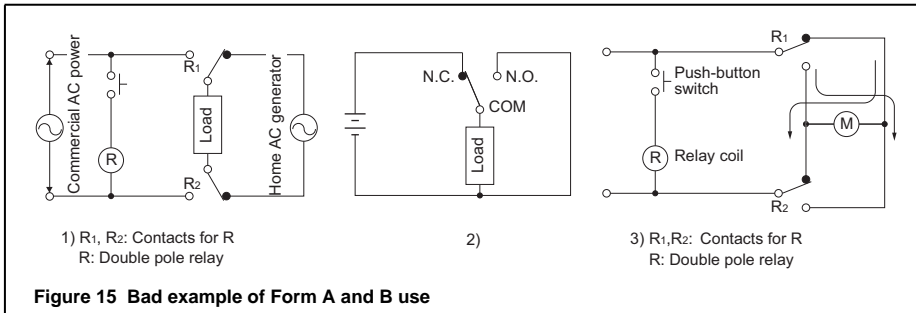 Commercial AC power
R
R1
R2
Load
Home AC generator
1) R1, R2: Contacts for R
R: Double pole relay
N.C.
N.O.
COM
Load
2)
R1
Push-button
switch
M
R
Relay coil
R2
3) R1,R2: Contacts for R
R: Double pole relay
Figure 15 Bad example of Form A and B use